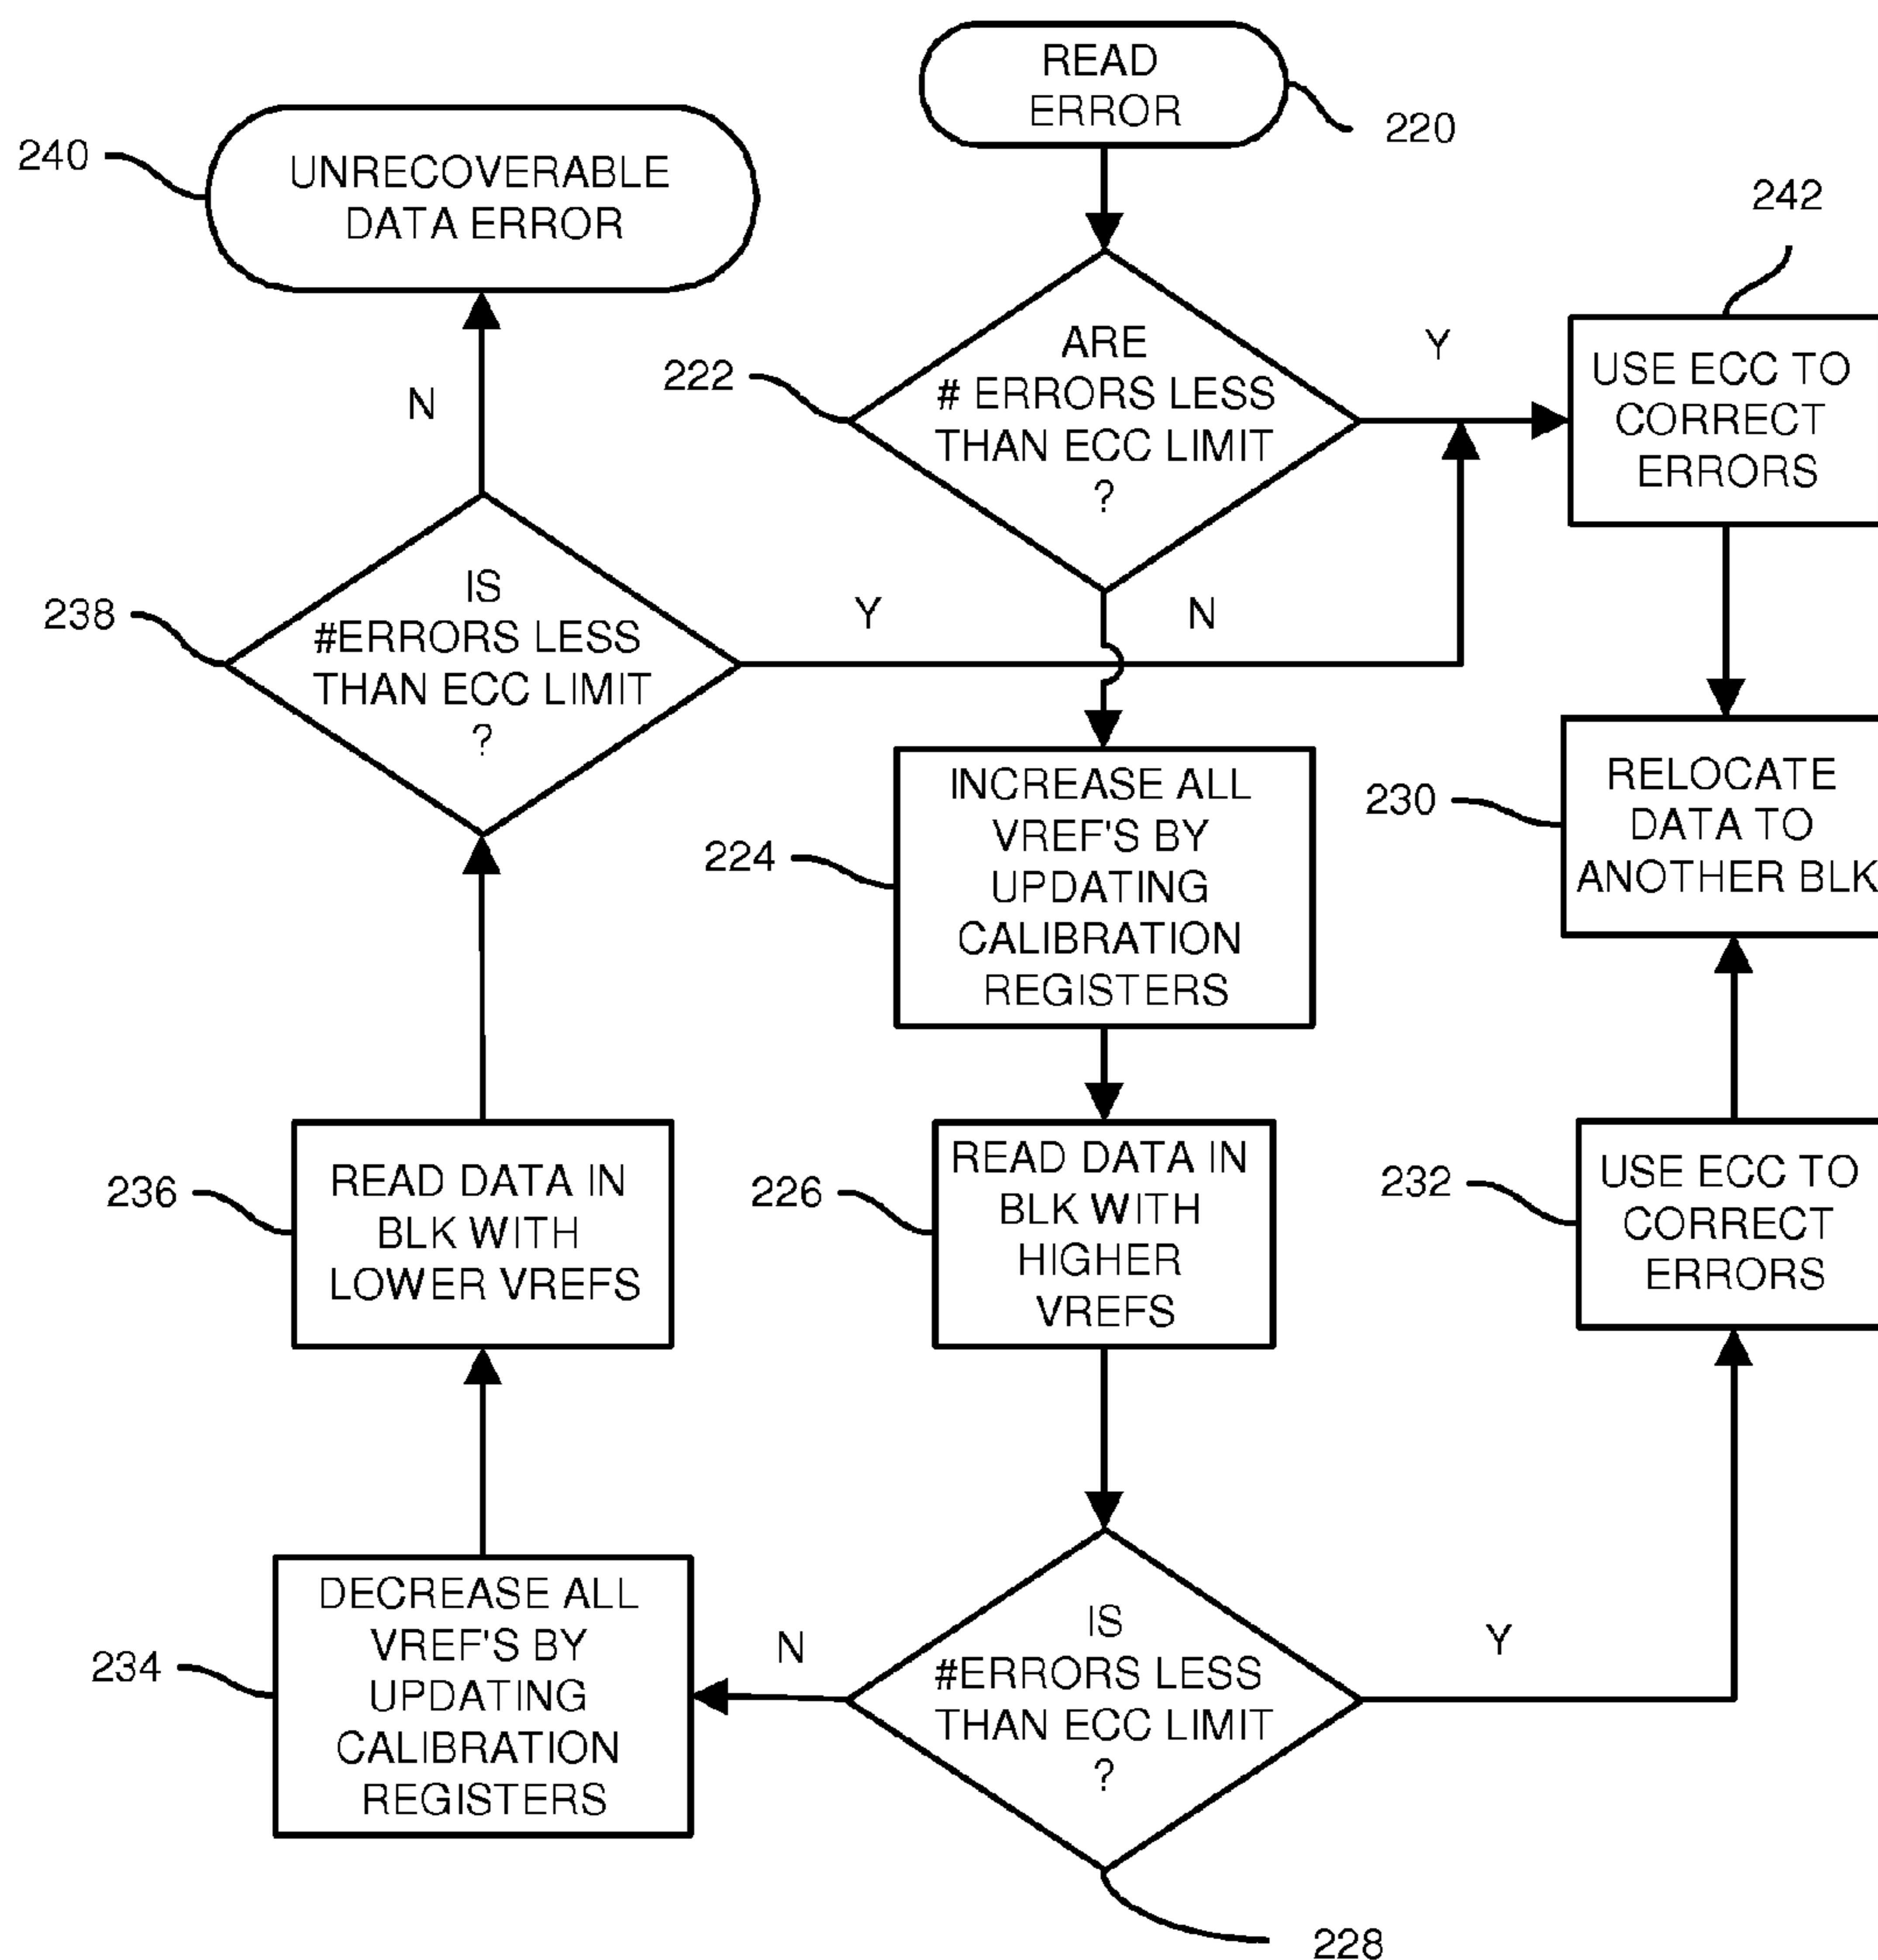 READ
ERROR
220
240
UNRECOVERABLE
DATA ERROR
242
222
ARE
# ERRORS LESS
THAN ECC LIMIT
?
Y
USE ECC TO
CORRECT
ERRORS
N
238
IS
#ERRORS LESS
THAN ECC LIMIT
?
Y
N
224
INCREASE ALL
VREF'S BY
UPDATING
CALIBRATION
REGISTERS
230
RELOCATE
DATA TO
ANOTHER BLK
236
READ DATA IN
BLK WITH
LOWER VREFS
226
READ DATA IN
BLK WITH
HIGHER
VREFS
232
USE ECC TO
CORRECT
ERRORS
234
DECREASE ALL
VREF'S BY
UPDATING
CALIBRATION
REGISTERS
N
IS
#ERRORS LESS
THAN ECC LIMIT
?
Y
228